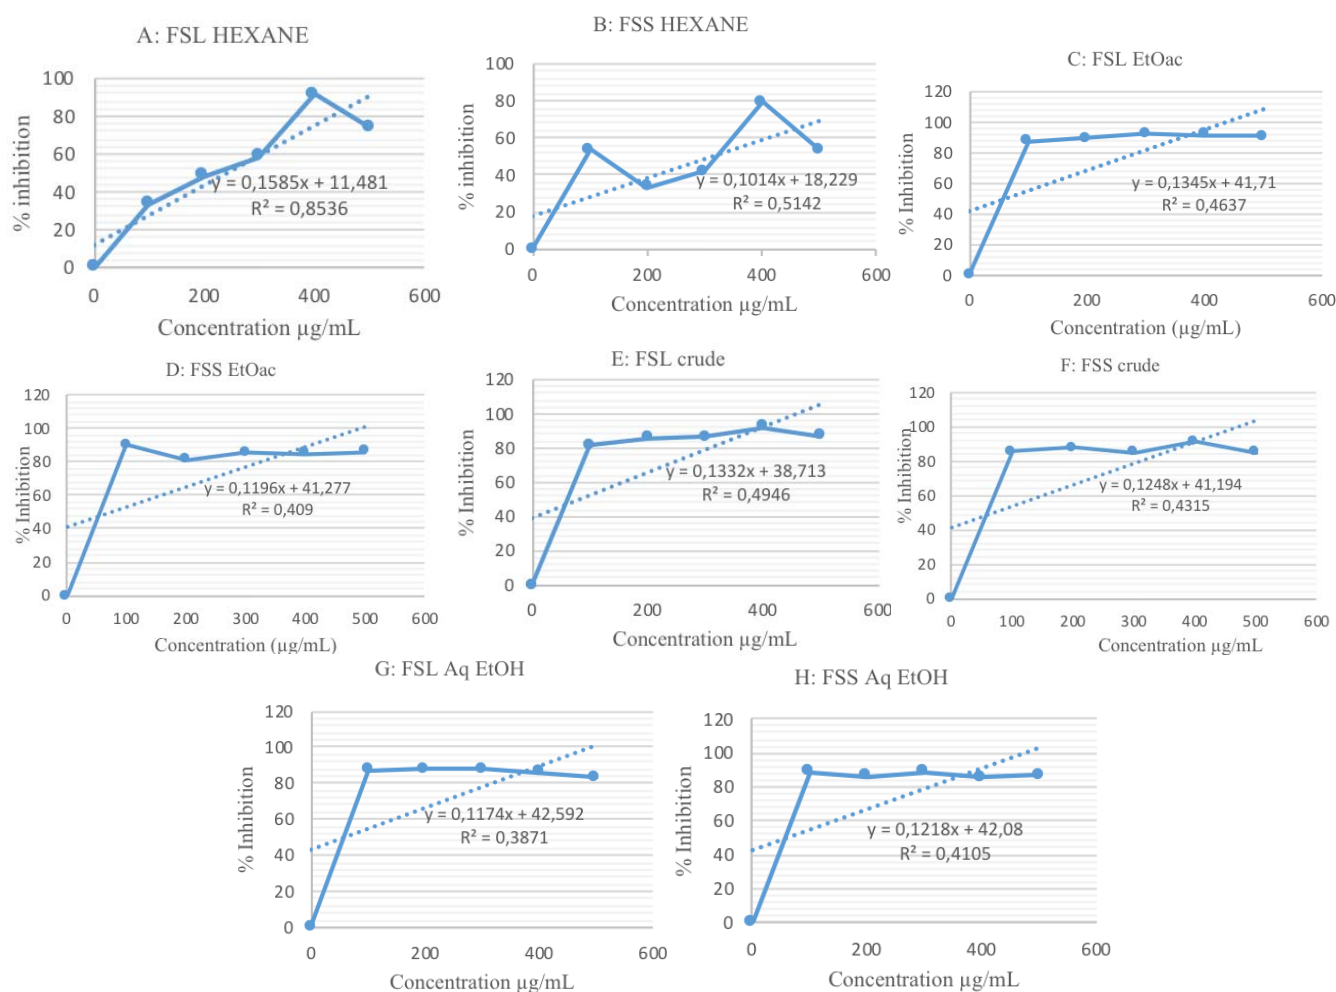 A: FSL HEXANE
% inhibition
100
80
60
40
20
0
y = 0,1585x + 11,481
R² = 0,8536
0 200 400 600
Concentration µg/mL
B: FSS HEXANE
% inhibition
100
80
60
40
20
0
y = 0,1014x + 18,229
R² = 0,5142
0 200 400 600
Concentration µg/mL
C: FSL EtOac
% Inhibition
120
100
80
60
40
20
0
y = 0,1345x + 41,71
R² = 0,4637
0 200 400 600
Concentration (µg/mL)
D: FSS EtOac
% Inhibition
120
100
80
60
40
20
0
y = 0,1196x + 41,277
R² = 0,409
0 100 200 300 400 500 600
Concentration (µg/mL)
E: FSL crude
% Inhibition
120
100
80
60
40
20
0
y = 0,1332x + 38,713
R² = 0,4946
0 200 400 600
Concentration µg/mL
F: FSS crude
% Inhibition
120
100
80
60
40
20
0
y = 0,1248x + 41,194
R² = 0,4315
0 100 200 300 400 500 600
Concentration µg/mL
G: FSL Aq EtOH
% Inhibition
120
100
80
60
40
20
0
y = 0,1174x + 42,592
R² = 0,3871
0 200 400 600
Concentration µg/mL
H: FSS Aq EtOH
% Inhibition
120
100
80
60
40
20
0
y = 0,1218x + 42,08
R² = 0,4105
0 200 400 600
Concentration µg/mL